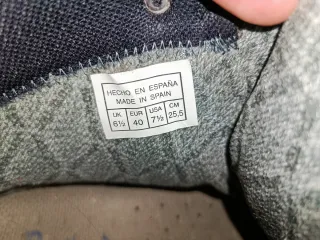 HECHO EN ESPAÑA
MADE IN SPAIN
UK EUR USA CM
6½ 40 7½ 25,5